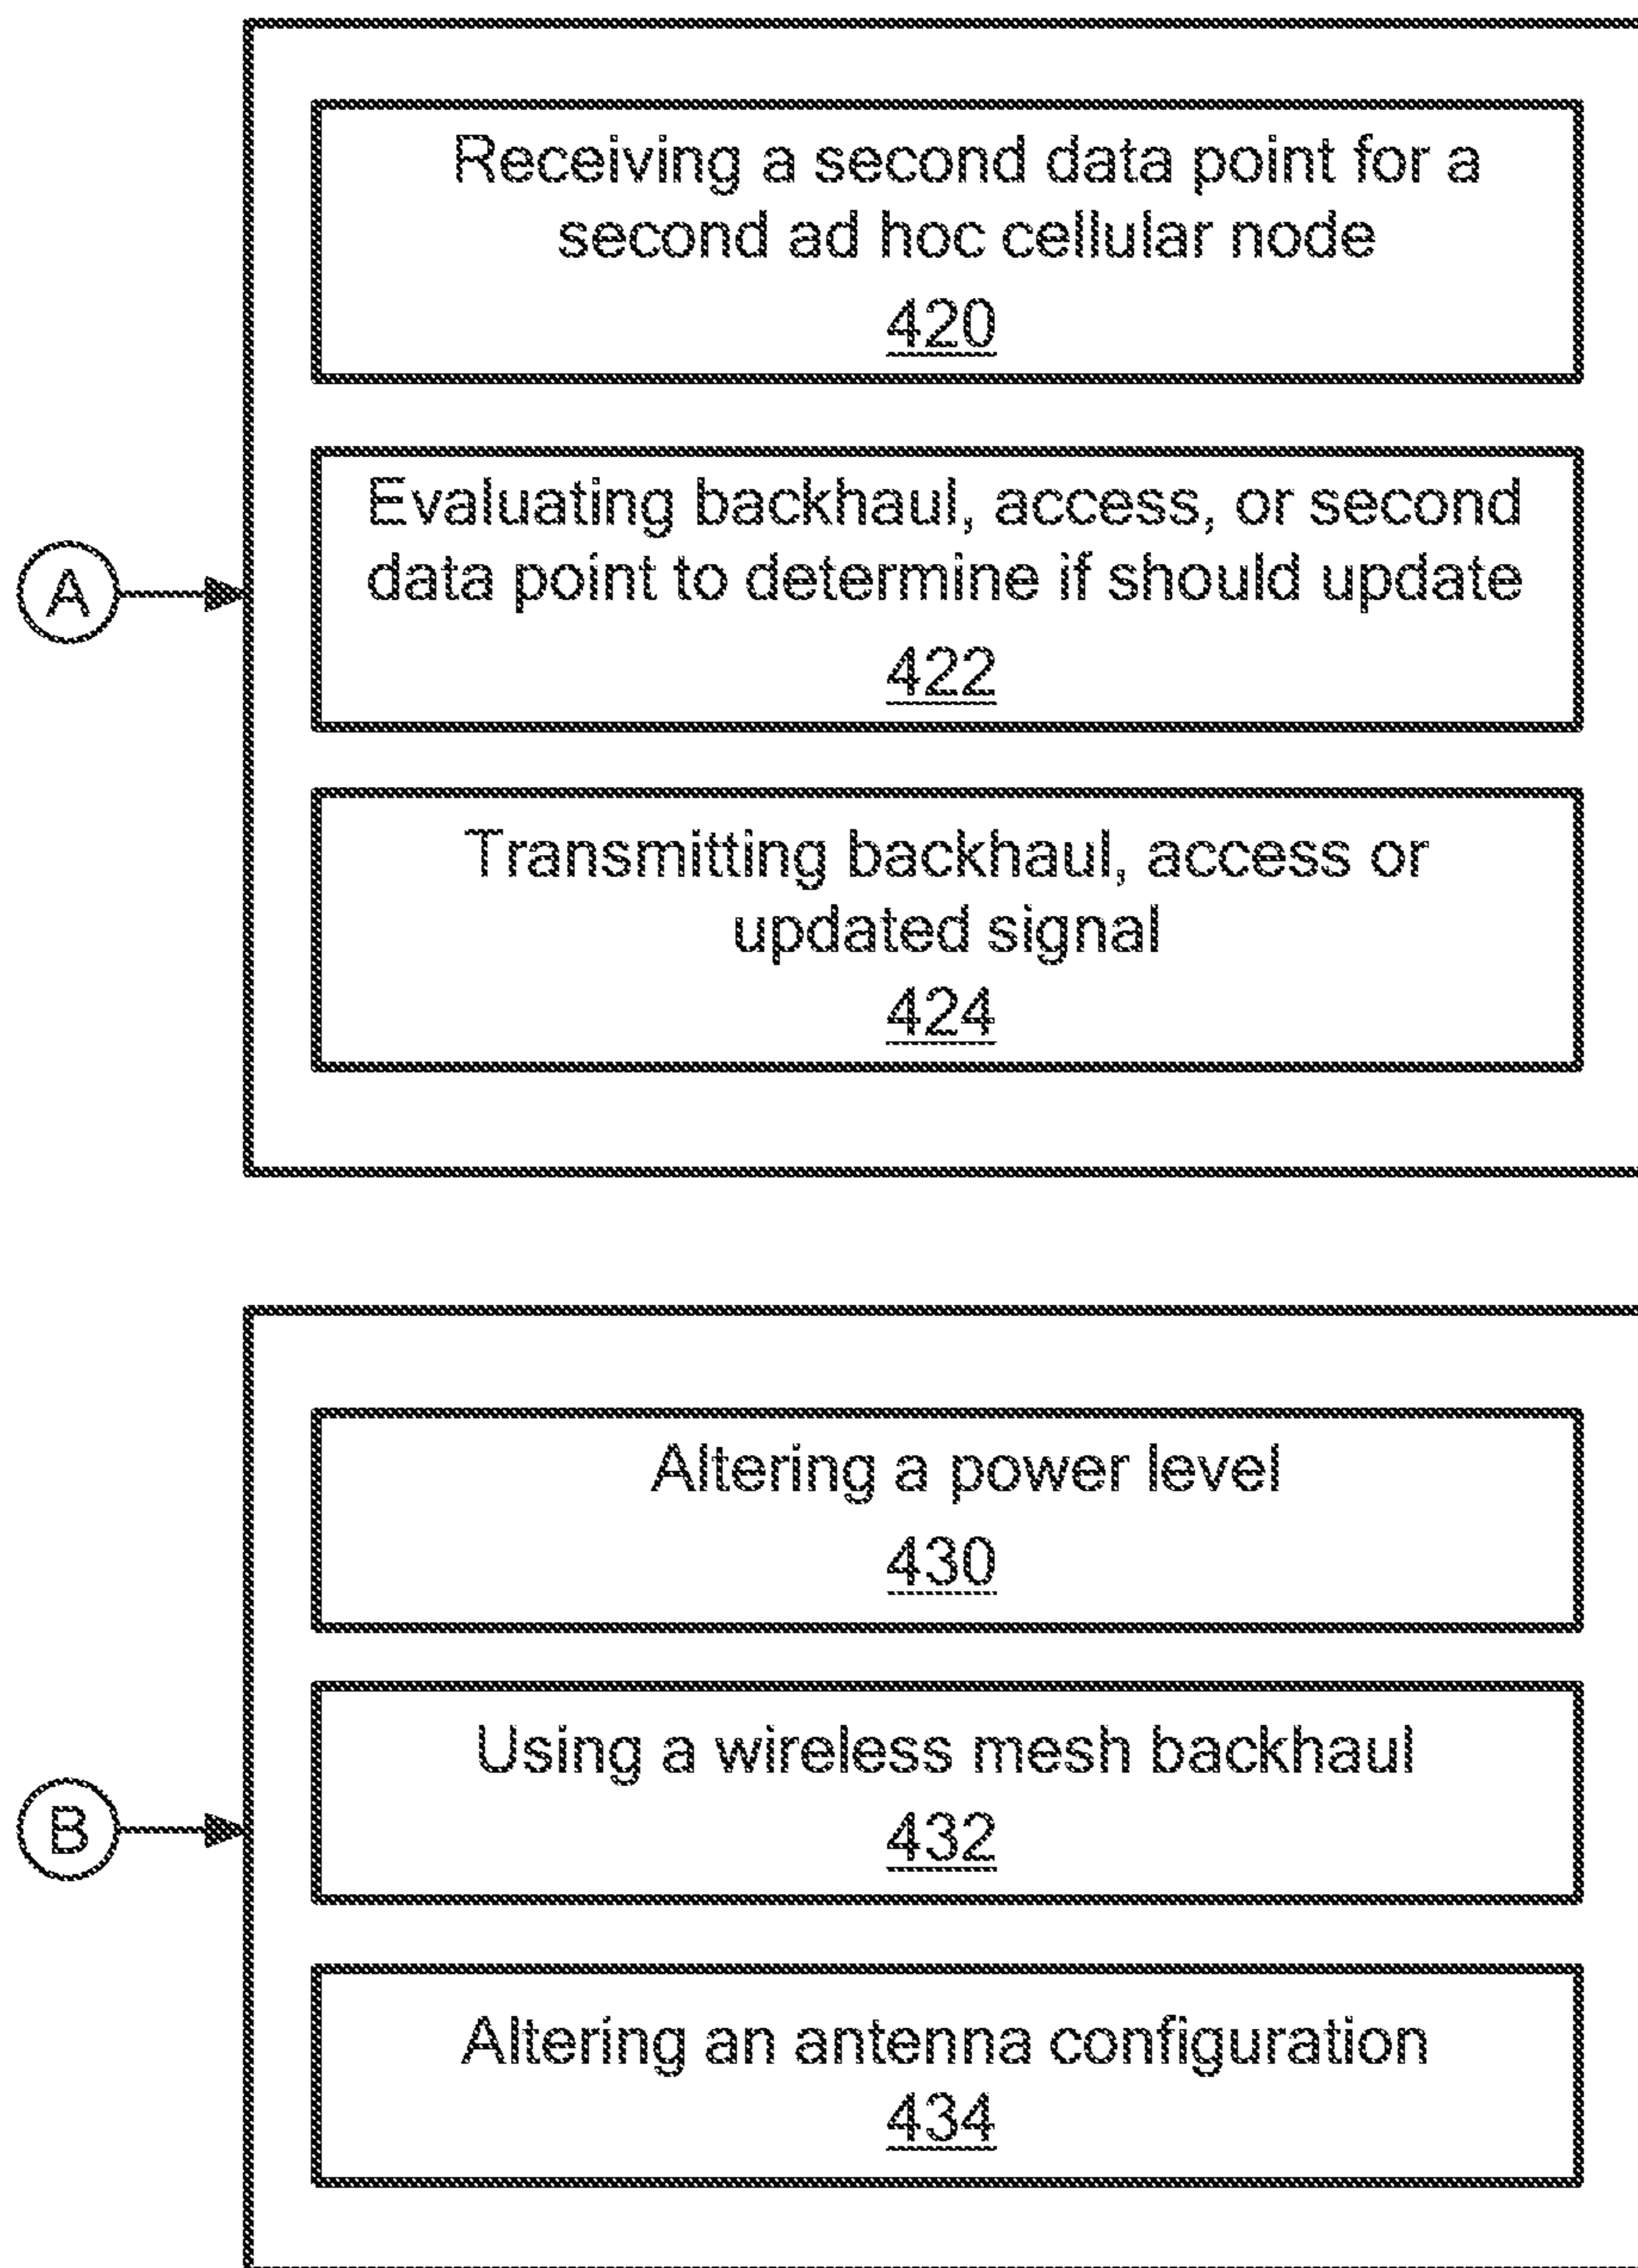 Receiving a second data point for a
second ad hoc cellular node
420
A
Evaluating backhaul, access, or second
data point to determine if should update
422
Transmitting backhaul, access or
updated signal
424
Altering a power level
430
B
Using a wireless mesh backhaul
432
Altering an antenna configuration
434